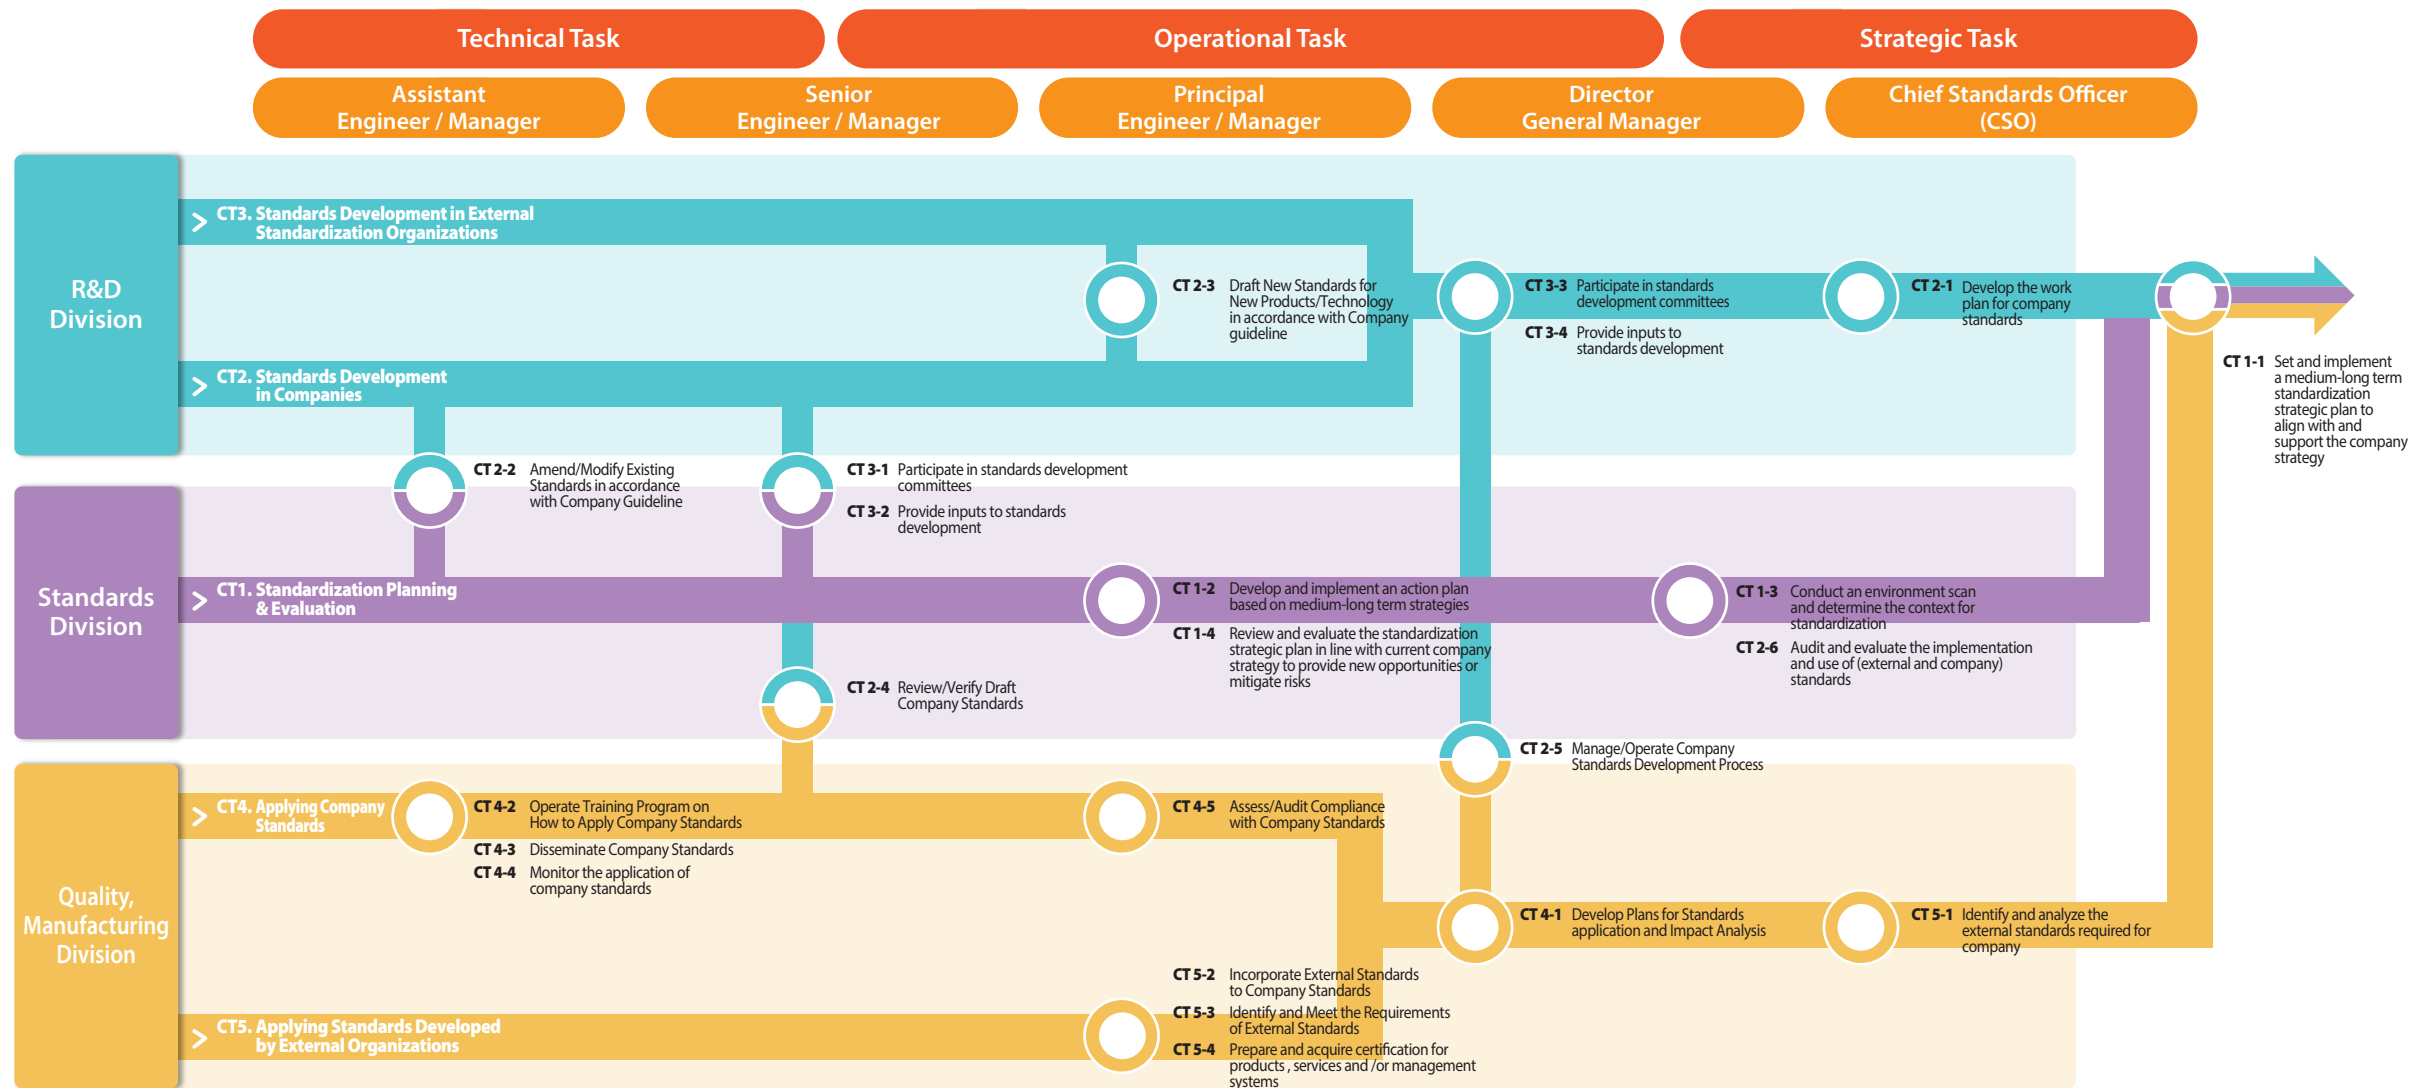 Technical Task
Operational Task
Strategic Task
Assistant
Engineer / Manager
Senior
Engineer / Manager
Principal
Engineer / Manager
Director
General Manager
Chief Standards Officer
(CSO)
R&D
Division
CT3. Standards Development in External
Standardization Organizations
CT 2-3 Draft New Standards for
New Products/Technology
in accordance with Company
guideline
CT 3-3 Participate in standards
development committees
CT 3-4 Provide inputs to
standards development
CT 2-1 Develop the work
plan for company
standards
CT 1-1 Set and implement
a medium-long term
standardization
strategic plan to
align with and
support the company
strategy
CT2. Standards Development
in Companies
CT 2-2 Amend/Modify Existing
Standards in accordance
with Company Guideline
CT 3-1 Participate in standards development
committees
CT 3-2 Provide inputs to standards
development
Standards
Division
CT1. Standardization Planning
& Evaluation
CT 1-2 Develop and implement an action plan
based on medium-long term strategies
CT 1-4 Review and evaluate the standardization
strategic plan in line with current company
strategy to provide new opportunities or
mitigate risks
CT 1-3 Conduct an environment scan
and determine the context for
standardization
CT 2-6 Audit and evaluate the implementation
and use of (external and company)
standards
CT 2-4 Review/Verify Draft
Company Standards
CT 2-5 Manage/Operate Company
Standards Development Process
Quality,
Manufacturing
Division
CT4. Applying Company
Standards
CT 4-2 Operate Training Program on
How to Apply Company Standards
CT 4-3 Disseminate Company Standards
CT 4-4 Monitor the application of
company standards
CT 4-5 Assess/Audit Compliance
with Company Standards
CT 4-1 Develop Plans for Standards
application and Impact Analysis
CT 5-1 Identify and analyze the
external standards required for
company
CT5. Applying Standards Developed
by External Organizations
CT 5-2 Incorporate External Standards
to Company Standards
CT 5-3 Identify and Meet the Requirements
of External Standards
CT 5-4 Prepare and acquire certification for
products , services and /or management
systems